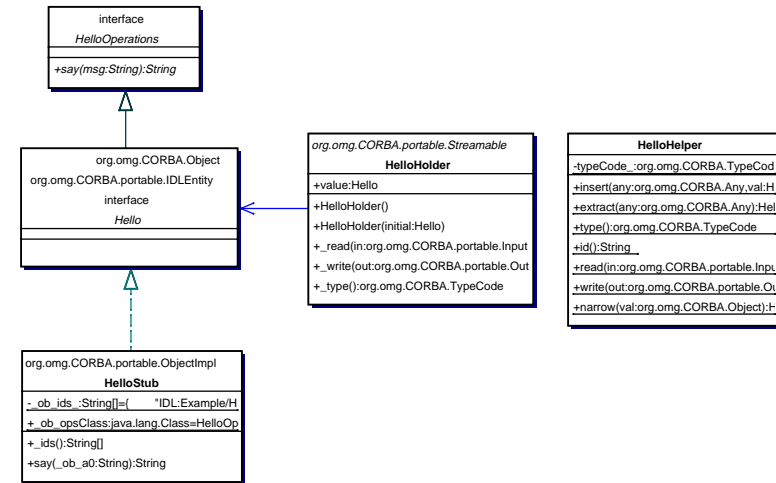 interface
HelloOperations
+say(msg:String):String
org.omg.CORBA.Object
org.omg.CORBA.portable.IDLEntity
interface
Hello
org.omg.CORBA.portable.Streamable
HelloHolder
+value:Hello
+HelloHolder()
+HelloHolder(initial:Hello)
+_read(in:org.omg.CORBA.portable.Input
+_write(out:org.omg.CORBA.portable.Out
+_type():org.omg.CORBA.TypeCode
HelloHelper
-typeCode_:org.omg.CORBA.TypeCod
+insert(any:org.omg.CORBA.Any,val:H
+extract(any:org.omg.CORBA.Any):Hel
+type():org.omg.CORBA.TypeCode
+id():String
+read(in:org.omg.CORBA.portable.Inpu
+write(out:org.omg.CORBA.portable.Ou
+narrow(val:org.omg.CORBA.Object):H
org.omg.CORBA.portable.ObjectImpl
HelloStub
-_ob_ids_:String[]={ "IDL:Example/H
+_ob_opsClass:java.lang.Class=HelloOp
+_ids():String[]
+say(_ob_a0:String):String